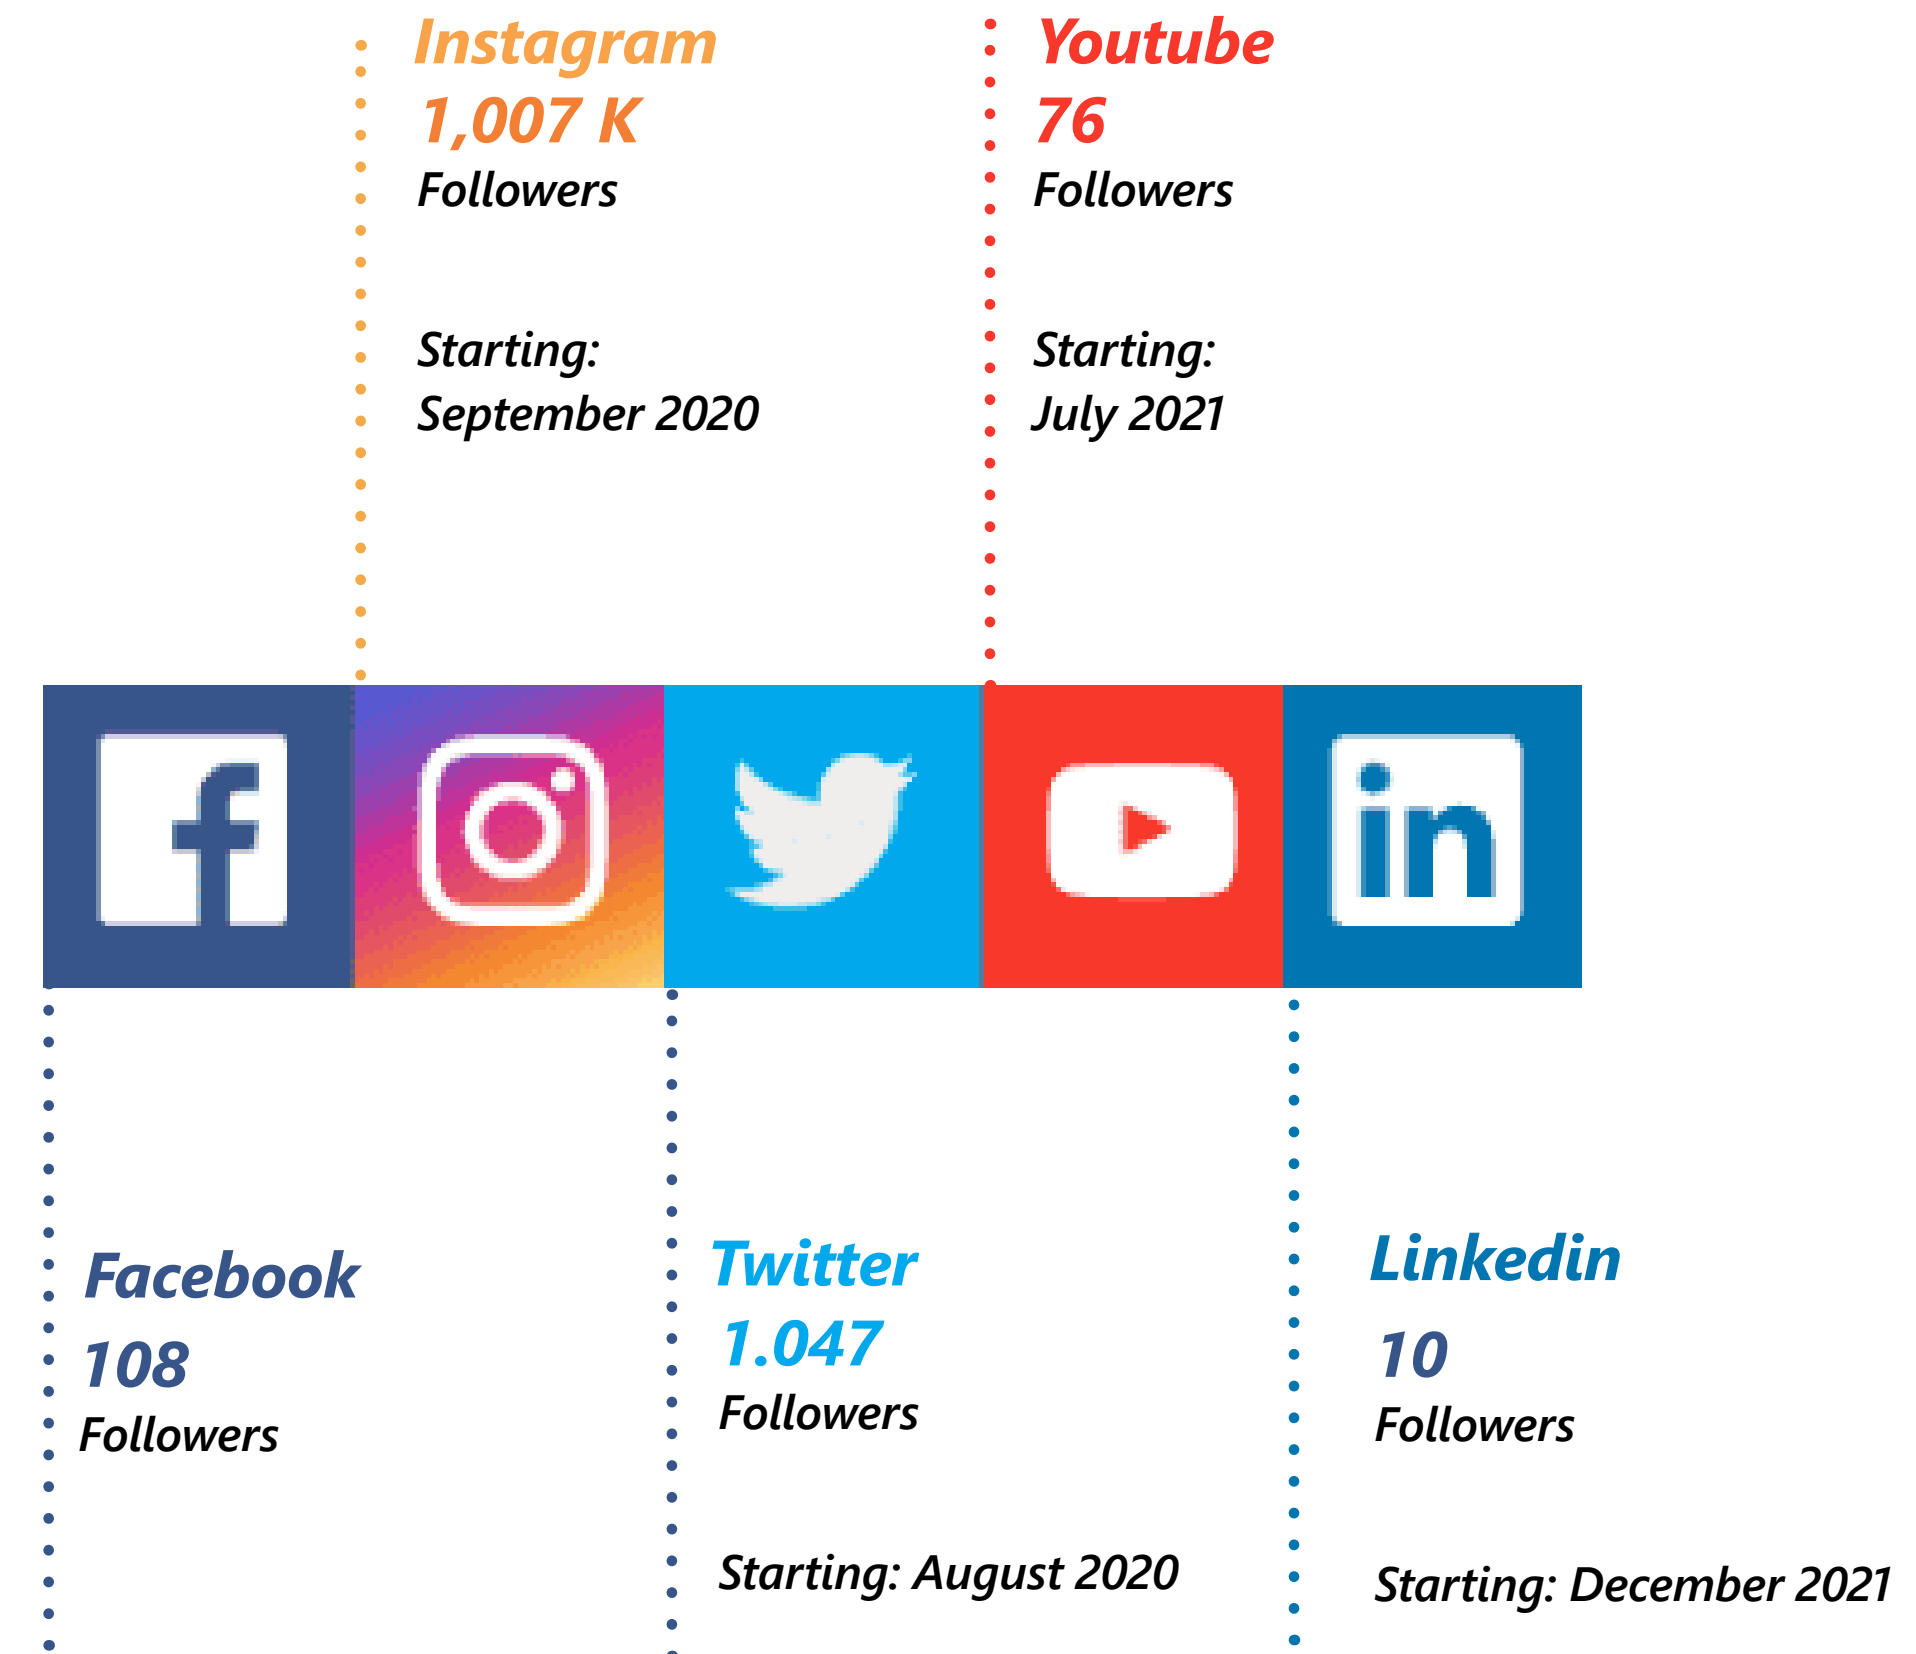 Instagram
1,007 K
Followers
Starting:
September 2020
Youtube
76
Followers
Starting:
July 2021
f
in
Facebook
108
Followers
Twitter
1.047
Followers
Starting: August 2020
Linkedin
10
Followers
Starting: December 2021